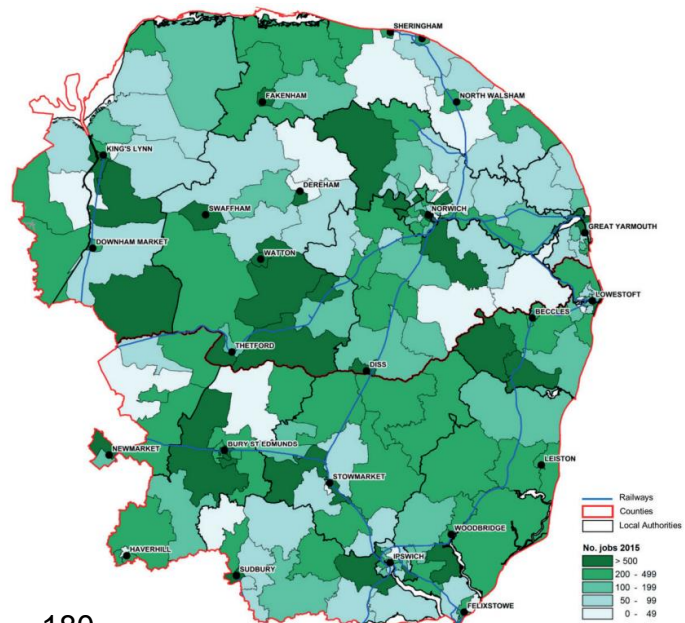 SHERINGHAM
FAKENHAM
NORTH WALSHAM
KING'S LYNN
DEREHAM
SWAFFHAM
NORWICH
GREAT YARMOUTH
DOWNHAM MARKET
WATTON
LOWESTOFT
BECCLES
THETFORD
DISS
NEWMARKET
BURY ST EDMUNDS
LEISTON
STOWMARKET
WOODBRIDGE
HAVERHILL
IPSWICH
SUDBURY
FELIXSTOWE
Railways
Counties
Local Authorities
No. jobs 2015
> 500
200 - 499
100 - 199
50 - 99
0 - 49
180